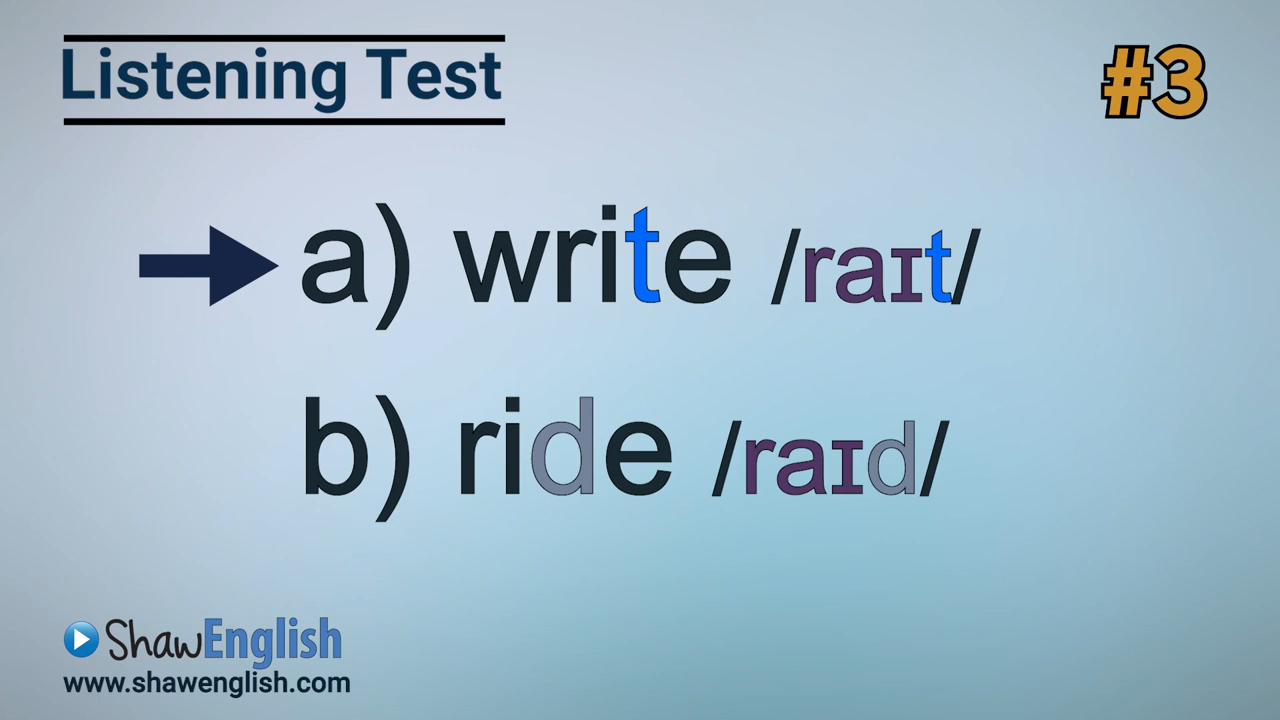 Listening Test
#3
a) write /raɪt/
b) ride /raɪd/
ShawEnglish
www.shawenglish.com